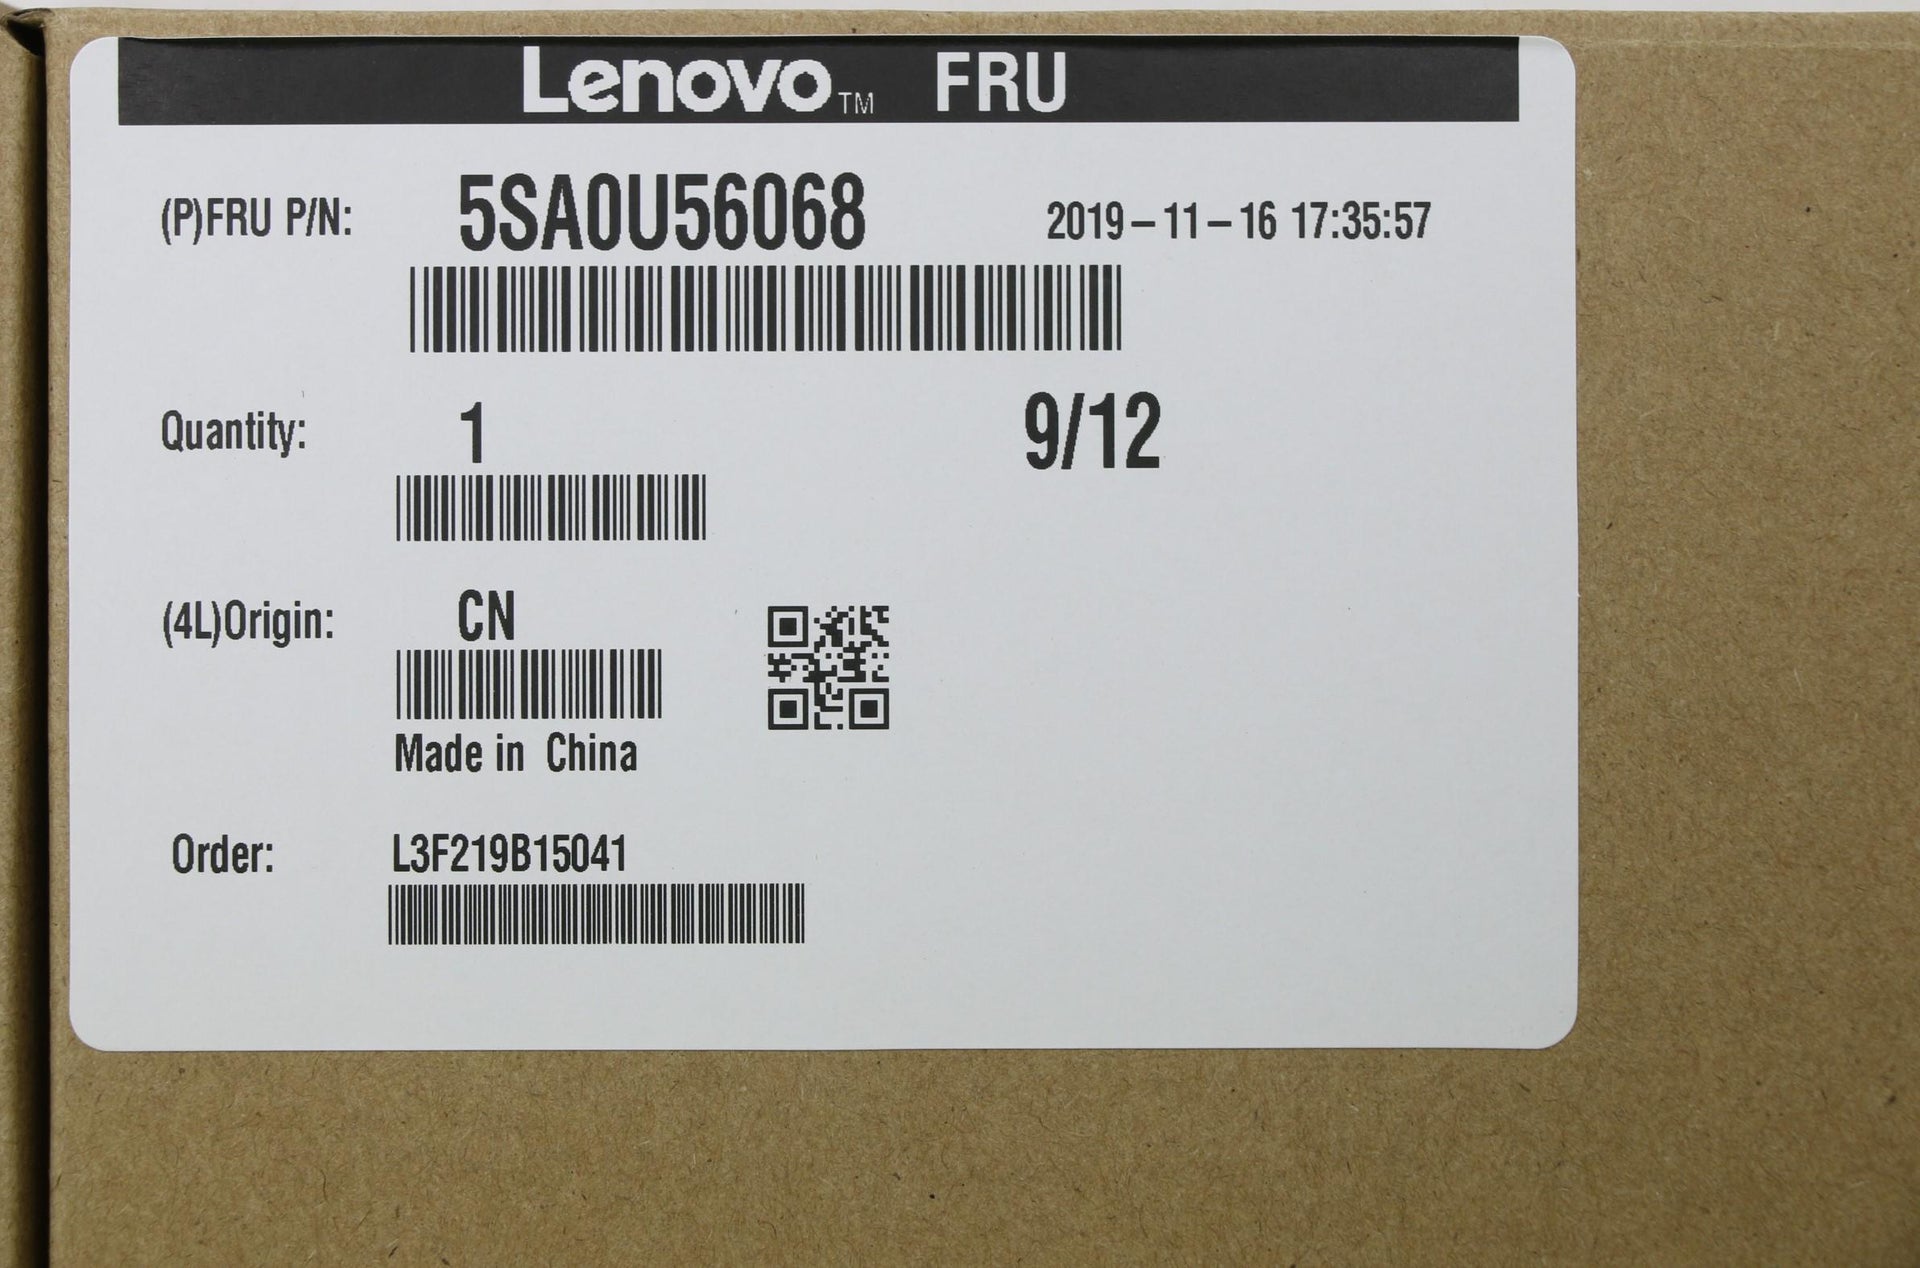 Lenovo™ FRU
(P)FRU P/N: 5SA0U56068 2019-11-16 17:35:57
Quantity: 1 9/12
(4L)Origin: CN
Made in China
Order: L3F219B15041